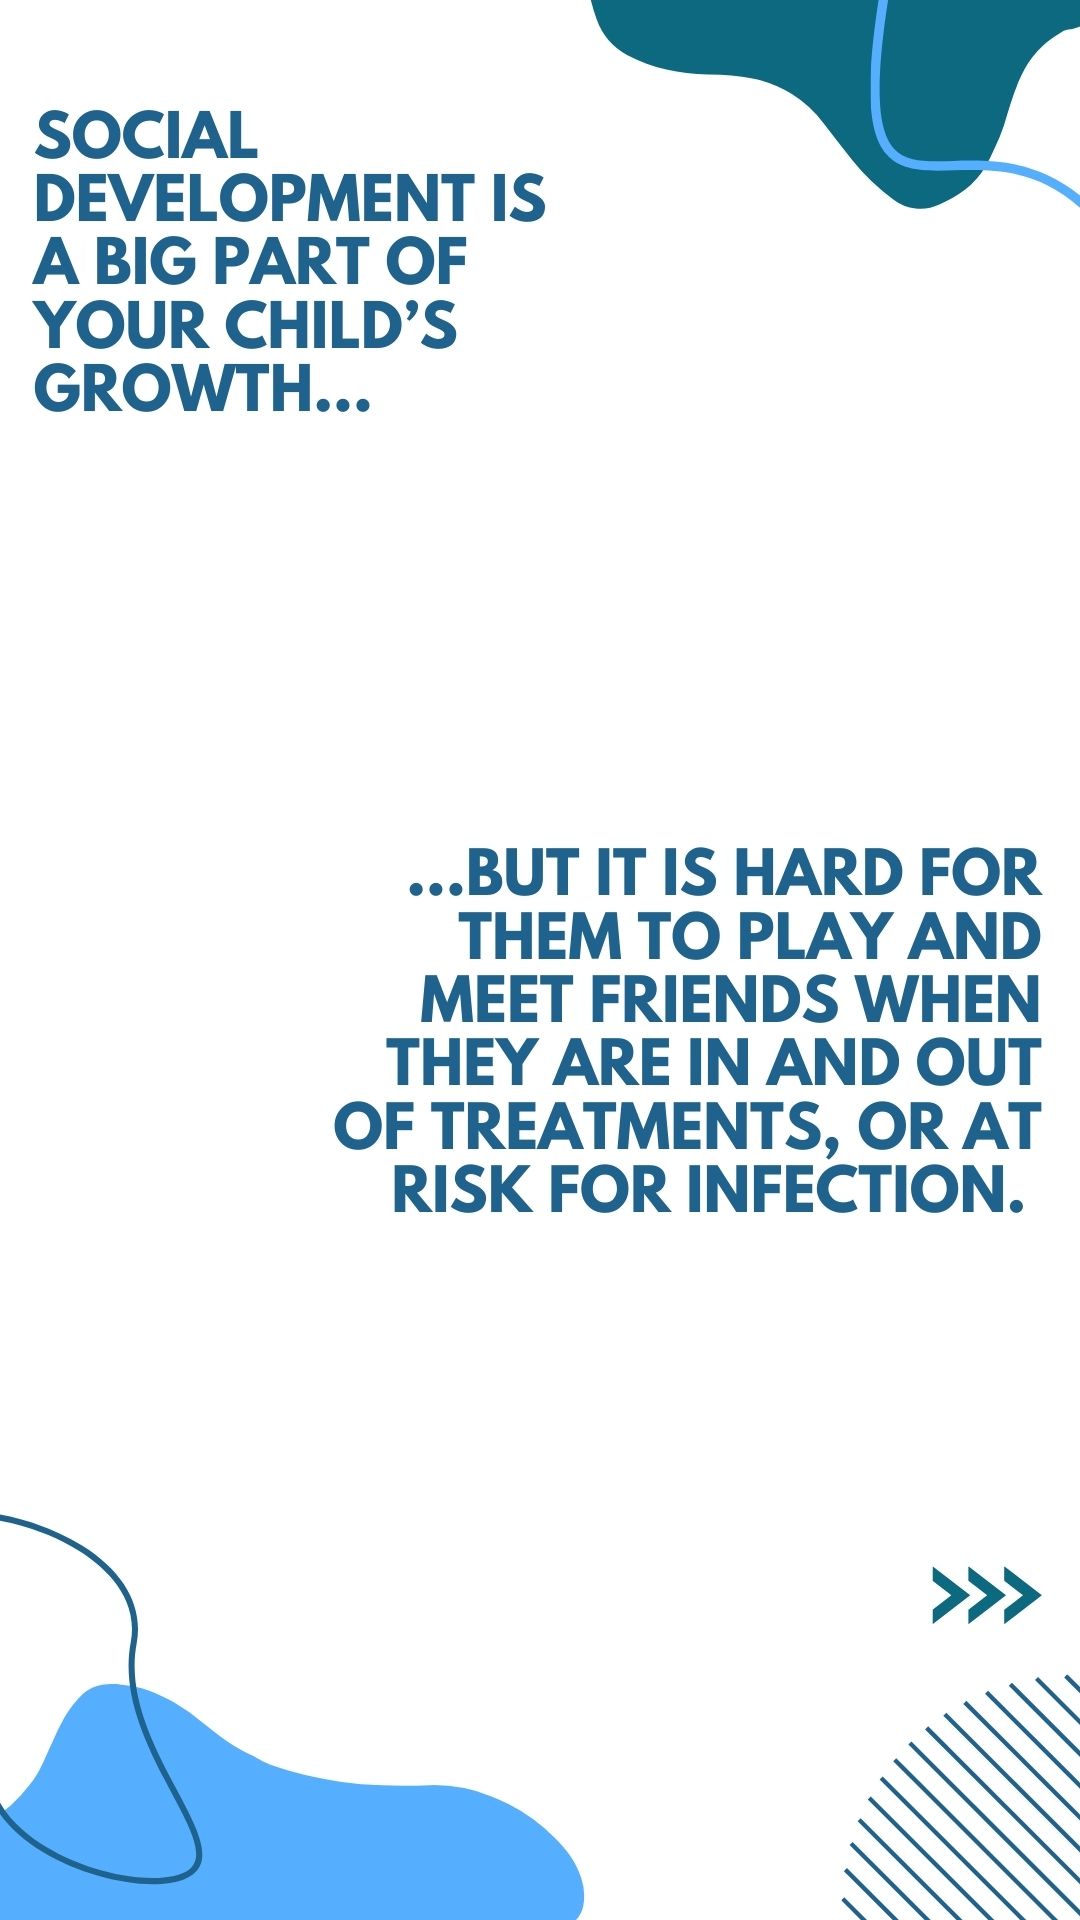 SOCIAL
DEVELOPMENT IS
A BIG PART OF
YOUR CHILD’S
GROWTH...
...BUT IT IS HARD FOR
THEM TO PLAY AND
MEET FRIENDS WHEN
THEY ARE IN AND OUT
OF TREATMENTS, OR AT
RISK FOR INFECTION.